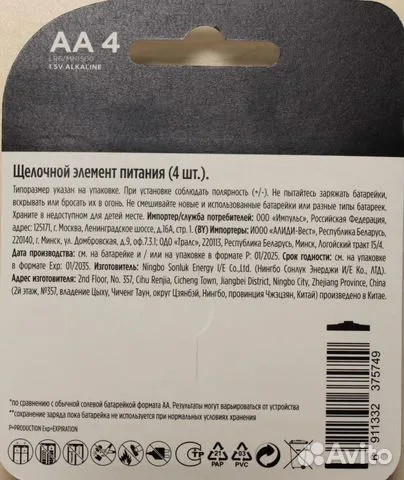 AA 4
LR6/MN1500
1.5V ALKALINE
Щелочной элемент питания (4 шт.).
Типоразмер указан на упаковке. При установке соблюдать полярность (+/-). Не пытайтесь заряжать батарейки,
вскрывать или бросать их в огонь. Не смешивайте новые и использованные батарейки или разные типы батареек.
Храните в недоступном для детей месте. Импортер/служба потребителей: ООО «Импульс», Российская Федерация,
адрес: 125171, г. Москва, Ленинградское шоссе, д.16А, стр. 1. (BY) Импортеры: ИООО «АЛИДИ-Вест», Республика Беларусь,
220140, г. Минск, ул. Домбровская, д.9, оф.7.3.1; ОДО «Тралс», 220113, Республика Беларусь, Минск, Логойский тракт 15/4.
Дата производства: см. на батарейке и / или на упаковке в формате P: 01/2025. Срок годности: см. на упаковке
в формате Exp: 01/2035. Изготовитель: Ningbo Sonluk Energy I/E Co.,Ltd. (Нингбо Сонлук Энерджи И/Е Ко., ЛТД).
Адрес изготовителя: 2nd Floor, No. 357, Cihu Renjia, Cicheng Town, Jiangbei District, Ningbo City, Zhejiang Province, China
(2й этаж, №357, владение Цыху, Чиченг Таун, округ Цзянбэй, Нингбо, провинция Чжэцзян, Китай) произведено в Китае.
*по сравнению с обычной солевой батарейкой формата АА. Результаты могут варьироваться от устройства
**сохранение заряда пока батарейка не используется при нормальных условиях хранения
P=PRODUCTION Exp=EXPIRATION
21
PAP
03
PVC
911332 375749
Avito